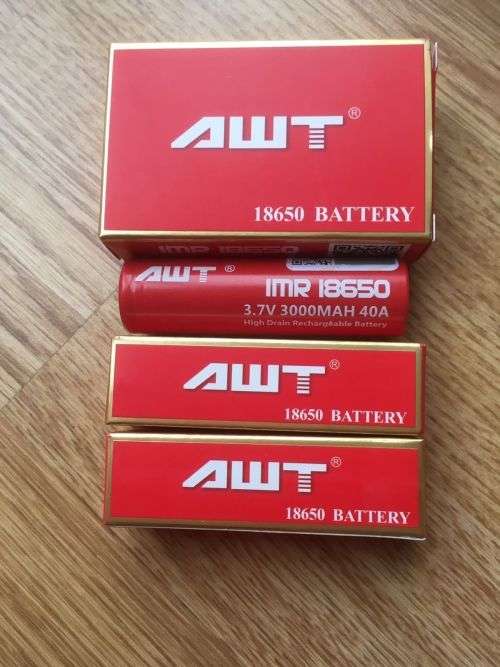 AWT®
18650 BATTERY
IMR 18650
AWT®
IMR 18650
3.7V 3000MAH 40A
High Drain Rechargeable Battery
AWT®
18650 BATTERY
AWT®
18650 BATTERY